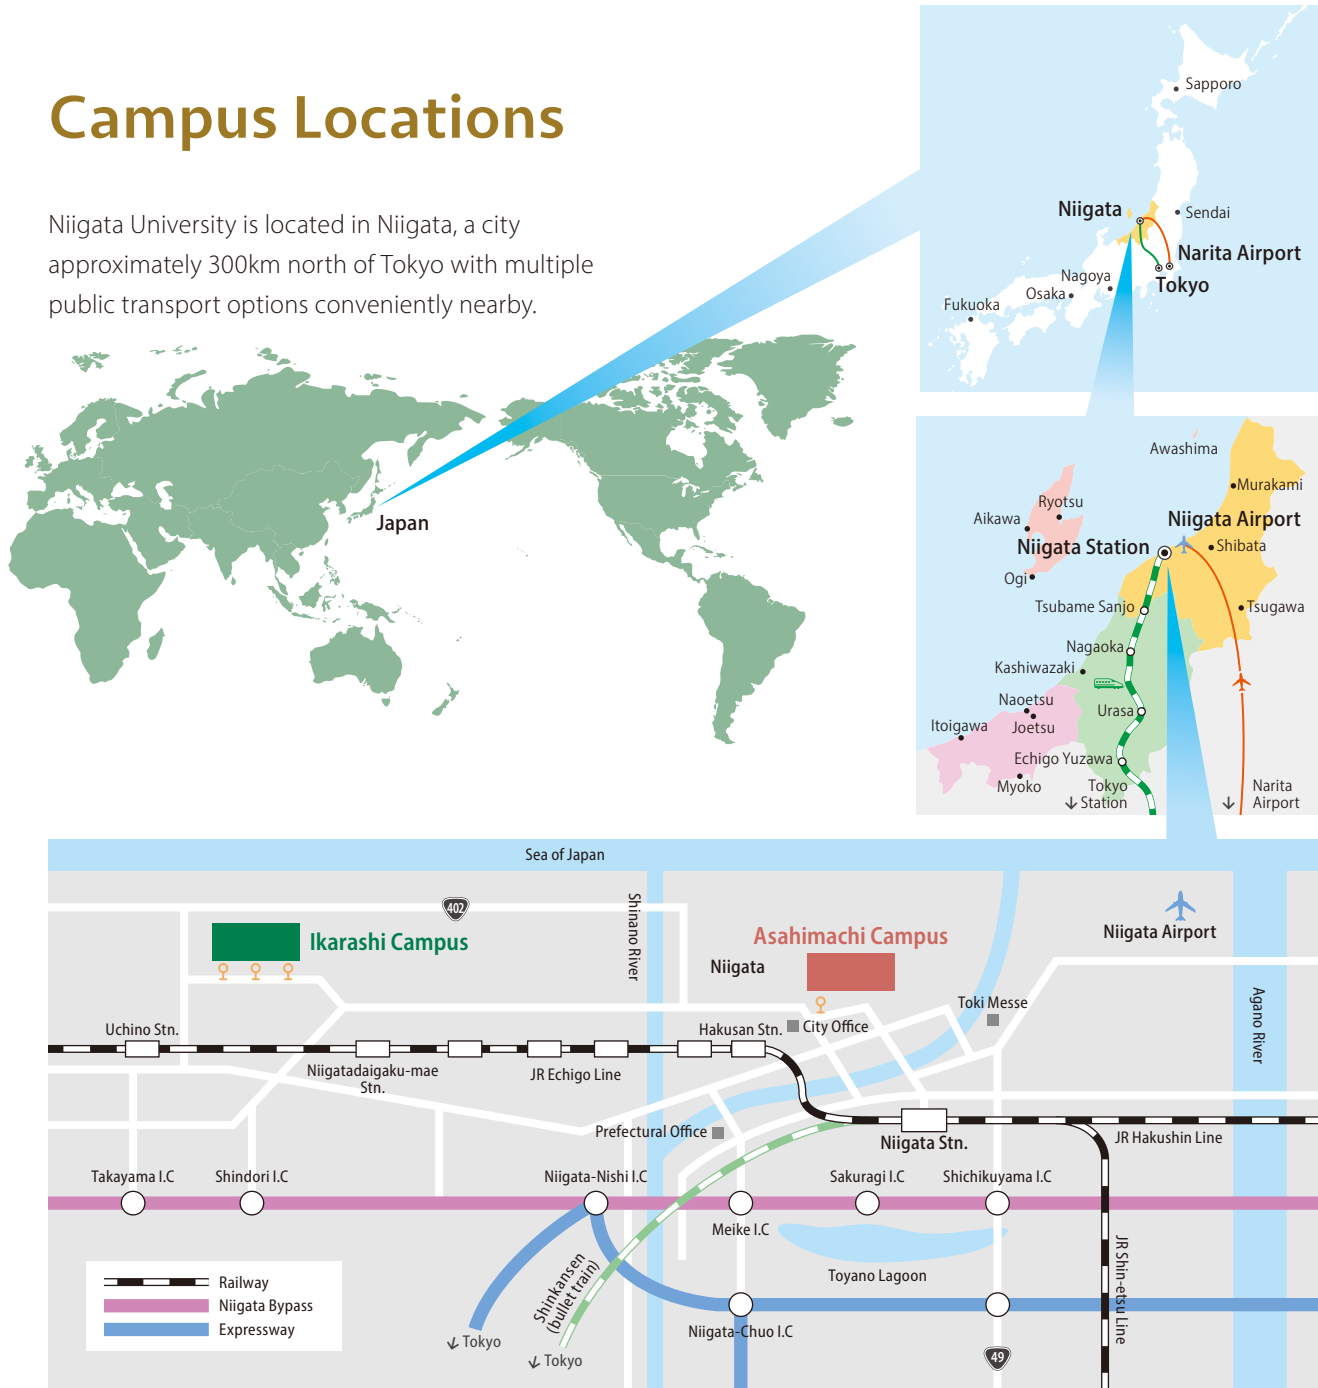 Campus Locations
Niigata University is located in Niigata, a city
approximately 300km north of Tokyo with multiple
public transport options conveniently nearby.
Japan
Sapporo
Niigata
Sendai
Narita Airport
Tokyo
Nagoya
Osaka
Fukuoka
Awashima
Murakami
Ryotsu
Aikawa
Niigata Airport
Niigata Station
Shibata
Ogi
Tsubame Sanjo
Tsugawa
Nagaoka
Kashiwazaki
Naoetsu
Urasa
Itoigawa
Joetsu
Echigo Yuzawa
Myoko
Tokyo
Station
Narita
Airport
Sea of Japan
402
Shinano River
Ikarashi Campus
Asahimachi Campus
Niigata
Niigata Airport
Agano River
Toki Messe
Uchino Stn.
Hakusan Stn.
City Office
Niigatadaigaku-mae
Stn.
JR Echigo Line
Prefectural Office
Niigata Stn.
JR Hakushin Line
Takayama I.C
Shindori I.C
Niigata-Nishi I.C
Sakuragi I.C
Shichikuyama I.C
Meike I.C
Toyano Lagoon
JR Shin-etsu Line
Shinkansen
(bullet train)
Niigata-Chuo I.C
49
Tokyo
Tokyo
Railway
Niigata Bypass
Expressway